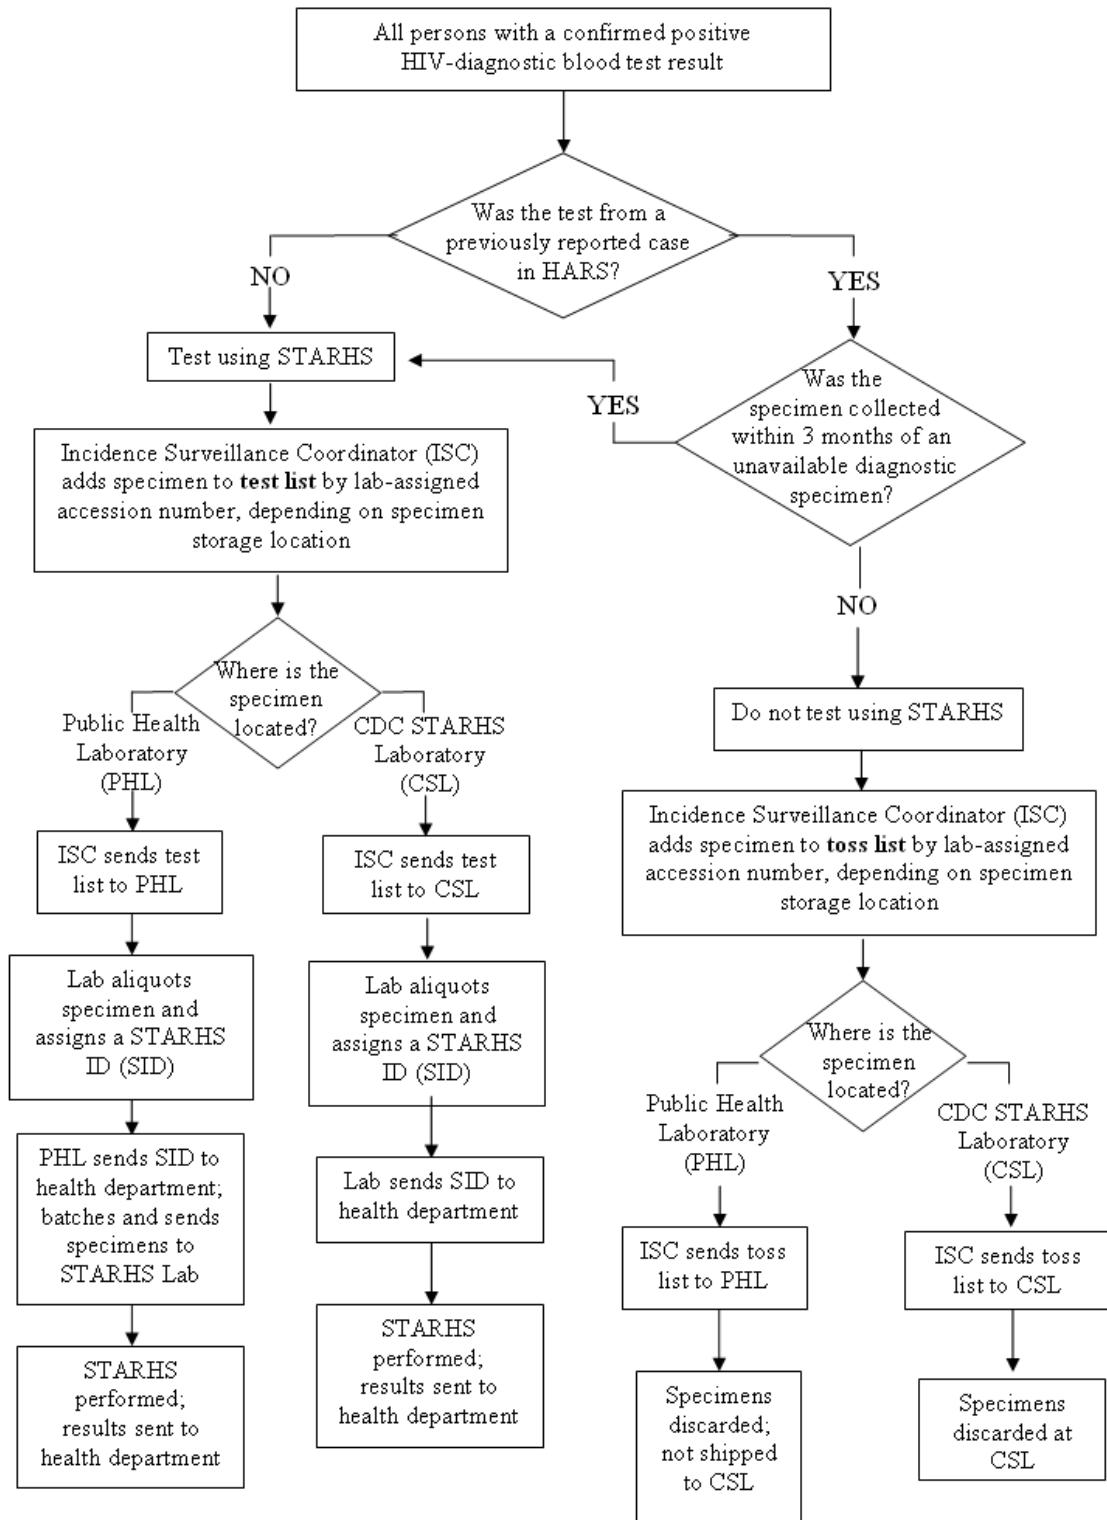 All persons with a confirmed positive
HIV-diagnostic blood test result
Was the test from a
previously reported case
in HARS?
NO
YES
Test using STARHS
YES
Was the
specimen collected
within 3 months of an
unavailable diagnostic
specimen?
Incidence Surveillance Coordinator (ISC)
adds specimen to test list by lab-assigned
accession number, depending on specimen
storage location
NO
Where is the
specimen
located?
Public Health
Laboratory
(PHL)
CDC STARHS
Laboratory
(CSL)
Do not test using STARHS
ISC sends test
list to PHL
ISC sends test
list to CSL
Incidence Surveillance Coordinator (ISC)
adds specimen to toss list by lab-assigned
accession number, depending on specimen
storage location
Lab aliquots
specimen and
assigns a STARHS
ID (SID)
Lab aliquots
specimen and
assigns a STARHS
ID (SID)
Where is the
specimen
located?
Public Health
Laboratory
(PHL)
CDC STARHS
Laboratory
(CSL)
PHL sends SID to
health department;
batches and sends
specimens to
STARHS Lab
Lab sends SID to
health department
ISC sends toss
list to PHL
ISC sends toss
list to CSL
STARHS
performed;
results sent to
health department
STARHS
performed;
results sent to
health department
Specimens
discarded;
not shipped
to CSL
Specimens
discarded at
CSL